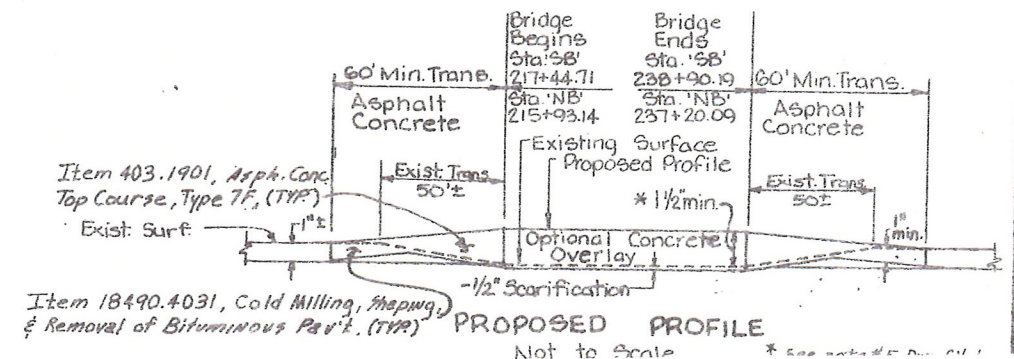 Bridge
Begins
Sta.'SB'
217+44.71
Sta.'NB'
215+93.14
Bridge
Ends
Sta.'SB'
238+90.19
Sta.'NB'
237+20.09
60' Min. Trans.
Asphalt
Concrete
60' Min. Trans.
Asphalt
Concrete
Existing Surface
Proposed Profile
Item 403.1901, Asph. Conc.
Top Course, Type 7F, (TYP.)
Exist. Trans.
50'±
* 1 1/2" min.
Exist. Trans.
50±
Exist. Surf.
1"±
1"
min.
Optional Concrete
Overlay
-1/2" Scarification
Item 18490.4031, Cold Milling, Shaping,
& Removal of Bituminous Pav't. (TYP.)
PROPOSED PROFILE
Not to Scale
* See note #5